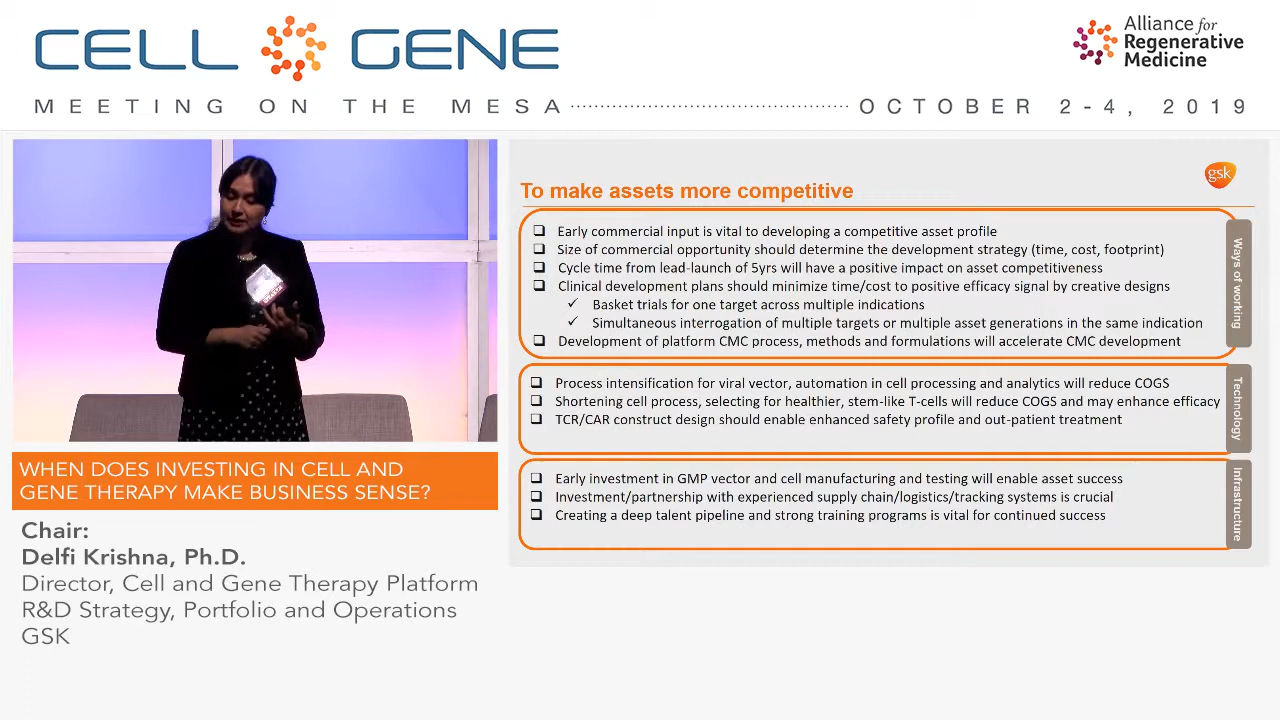 CELL GENE
Alliance for
Regenerative
Medicine
MEETING ON THE MESA
OCTOBER 2-4, 2019
gsk
To make assets more competitive
❑ Early commercial input is vital to developing a competitive asset profile
❑ Size of commercial opportunity should determine the development strategy (time, cost, footprint)
❑ Cycle time from lead-launch of 5yrs will have a positive impact on asset competitiveness
❑ Clinical development plans should minimize time/cost to positive efficacy signal by creative designs
✓ Basket trials for one target across multiple indications
✓ Simultaneous interrogation of multiple targets or multiple asset generations in the same indication
❑ Development of platform CMC process, methods and formulations will accelerate CMC development
Ways of working
❑ Process intensification for viral vector, automation in cell processing and analytics will reduce COGS
❑ Shortening cell process, selecting for healthier, stem-like T-cells will reduce COGS and may enhance efficacy
❑ TCR/CAR construct design should enable enhanced safety profile and out-patient treatment
Technology
❑ Early investment in GMP vector and cell manufacturing and testing will enable asset success
❑ Investment/partnership with experienced supply chain/logistics/tracking systems is crucial
❑ Creating a deep talent pipeline and strong training programs is vital for continued success
Infrastructure
WHEN DOES INVESTING IN CELL AND
GENE THERAPY MAKE BUSINESS SENSE?
Chair:
Delfi Krishna, Ph.D.
Director, Cell and Gene Therapy Platform
R&D Strategy, Portfolio and Operations
GSK